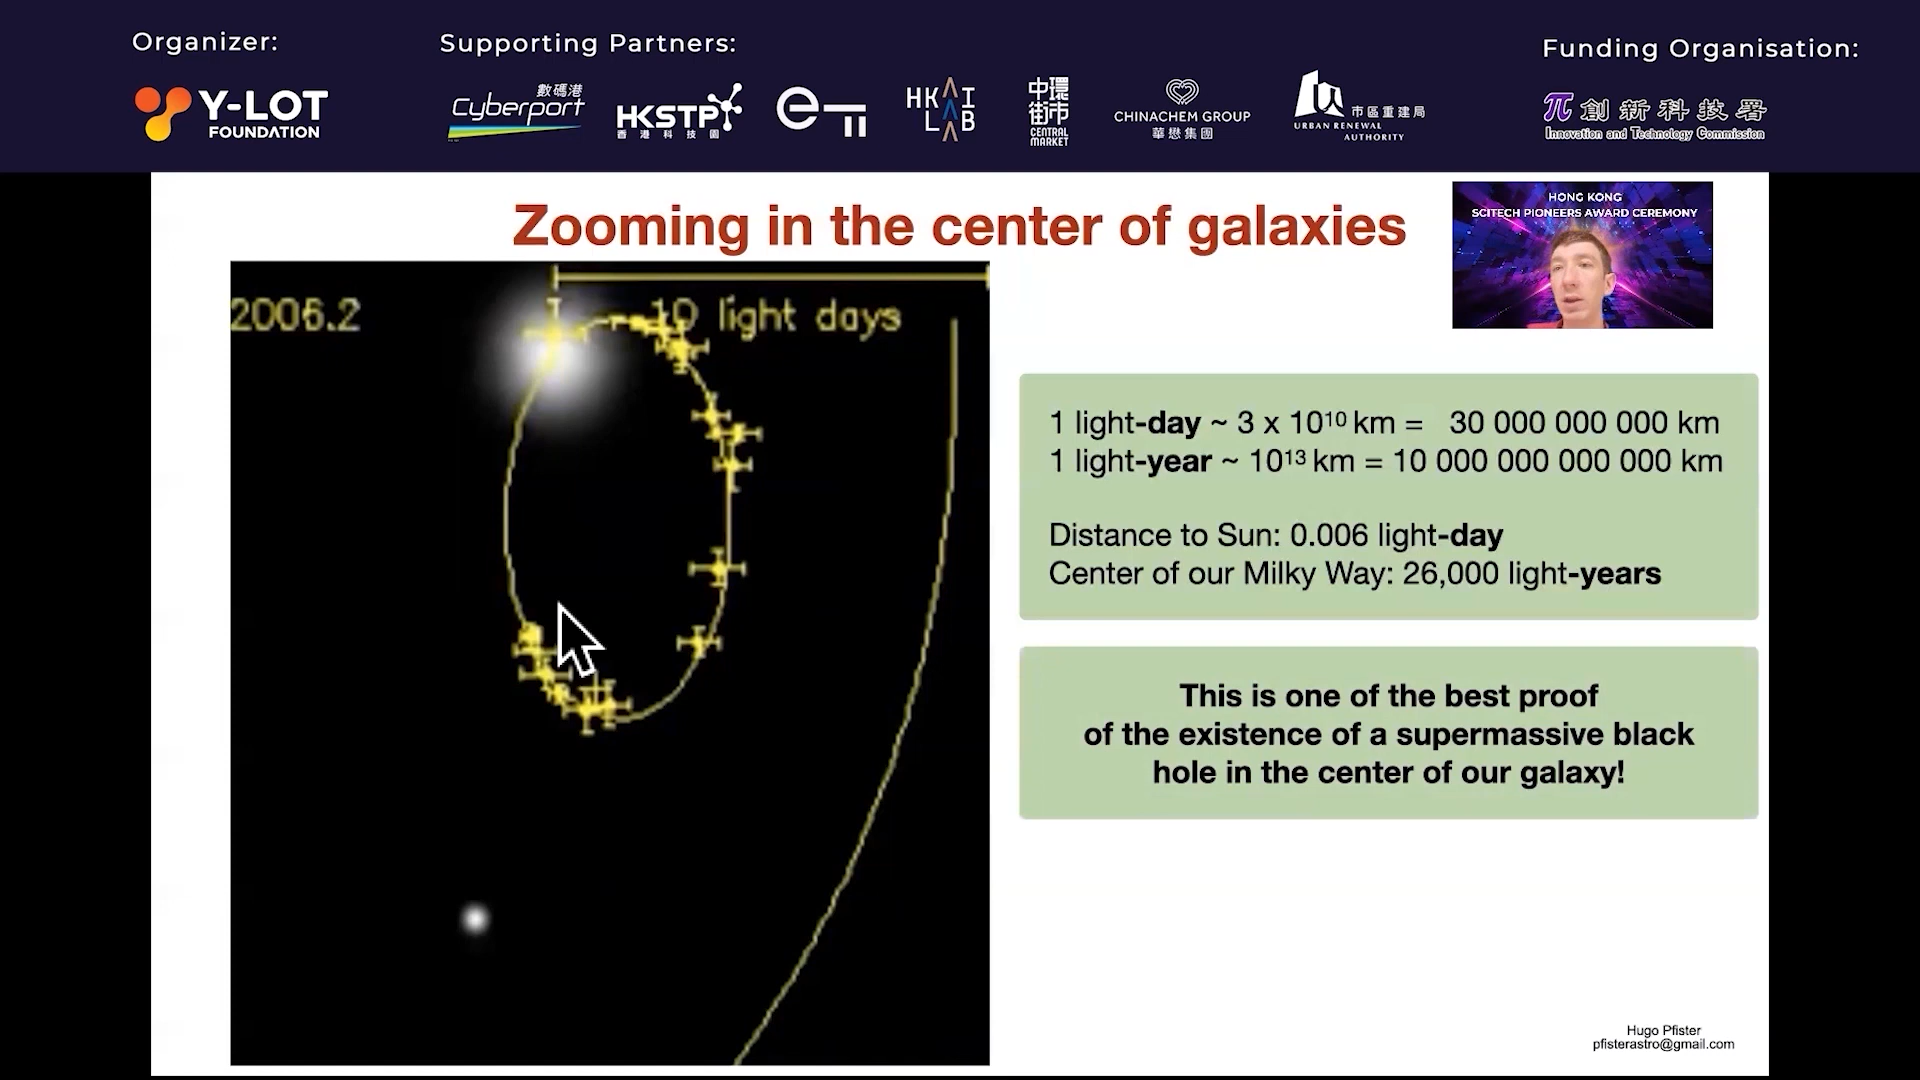 Organizer:
Supporting Partners:
Funding Organisation:
Y-LOT
FOUNDATION
數碼港
Cyberport
HKSTP
香港科技園
HK AI
LAB
中環
街市
CENTRAL
MARKET
CHINACHEM GROUP
華懋集團
市區重建局
URBAN RENEWAL
AUTHORITY
創新科技署
Innovation and Technology Commission
Zooming in the center of galaxies
HONG KONG
SCITECH PIONEERS AWARD CEREMONY
2006.2
10 light days
1 light-day ~ 3 x 10¹⁰ km = 30 000 000 000 km
1 light-year ~ 10¹³ km = 10 000 000 000 000 km
Distance to Sun: 0.006 light-day
Center of our Milky Way: 26,000 light-years
This is one of the best proof
of the existence of a supermassive black
hole in the center of our galaxy!
Hugo Pfister
pfisterastro@gmail.com